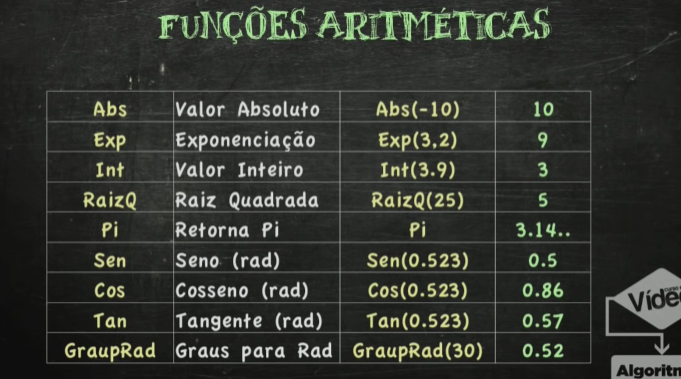 FUNÇÕES ARITMÉTICAS
Abs Valor Absoluto Abs(-10) 10
Exp Exponenciação Exp(3,2) 9
Int Valor Inteiro Int(3.9) 3
RaizQ Raiz Quadrada RaizQ(25) 5
Pi Retorna Pi Pi 3.14..
Sen Seno (rad) Sen(0.523) 0.5
Cos Cosseno (rad) Cos(0.523) 0.86
Tan Tangente (rad) Tan(0.523) 0.57
GraupRad Graus para Rad GraupRad(30) 0.52